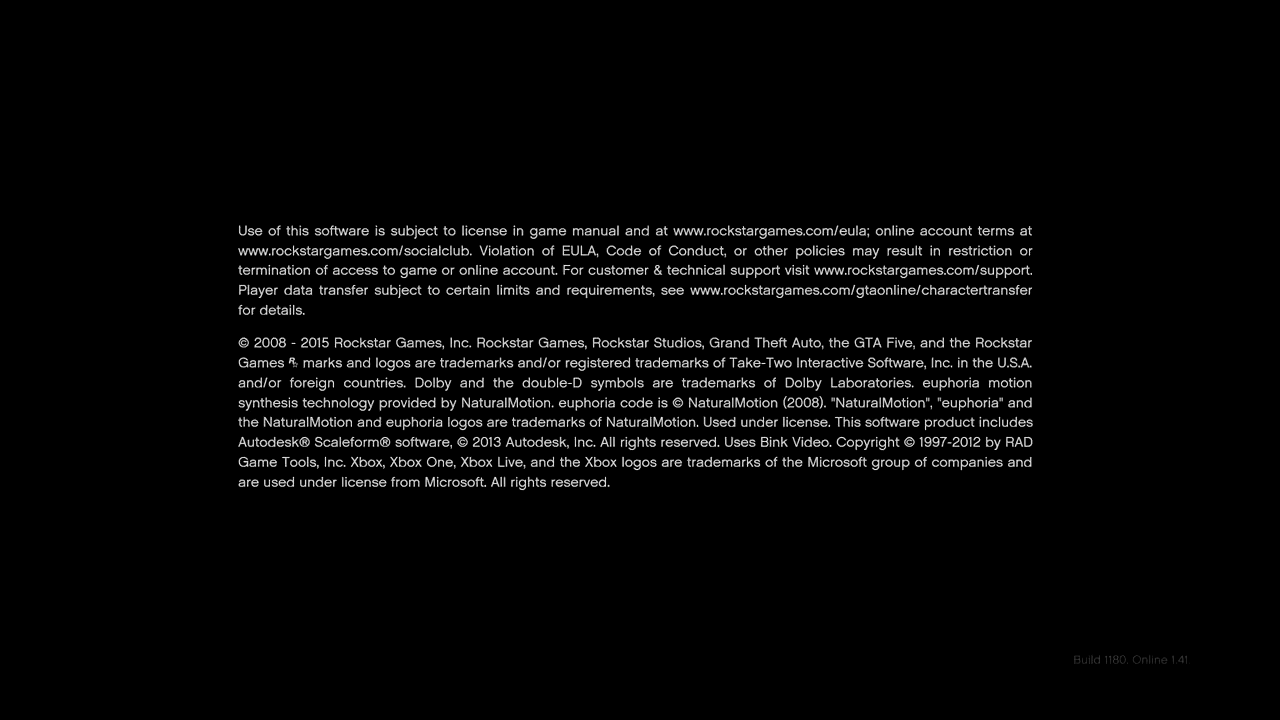 Use of this software is subject to license in game manual and at www.rockstargames.com/eula; online account terms at
www.rockstargames.com/socialclub. Violation of EULA, Code of Conduct, or other policies may result in restriction or
termination of access to game or online account. For customer & technical support visit www.rockstargames.com/support.
Player data transfer subject to certain limits and requirements, see www.rockstargames.com/gtaonline/charactertransfer
for details.
© 2008 - 2015 Rockstar Games, Inc. Rockstar Games, Rockstar Studios, Grand Theft Auto, the GTA Five, and the Rockstar
Games R* marks and logos are trademarks and/or registered trademarks of Take-Two Interactive Software, Inc. in the U.S.A.
and/or foreign countries. Dolby and the double-D symbols are trademarks of Dolby Laboratories. euphoria motion
synthesis technology provided by NaturalMotion. euphoria code is © NaturalMotion (2008). "NaturalMotion", "euphoria" and
the NaturalMotion and euphoria logos are trademarks of NaturalMotion. Used under license. This software product includes
Autodesk® Scaleform® software, © 2013 Autodesk, Inc. All rights reserved. Uses Bink Video. Copyright © 1997-2012 by RAD
Game Tools, Inc. Xbox, Xbox One, Xbox Live, and the Xbox logos are trademarks of the Microsoft group of companies and
are used under license from Microsoft. All rights reserved.
Build 1180, Online 1.41